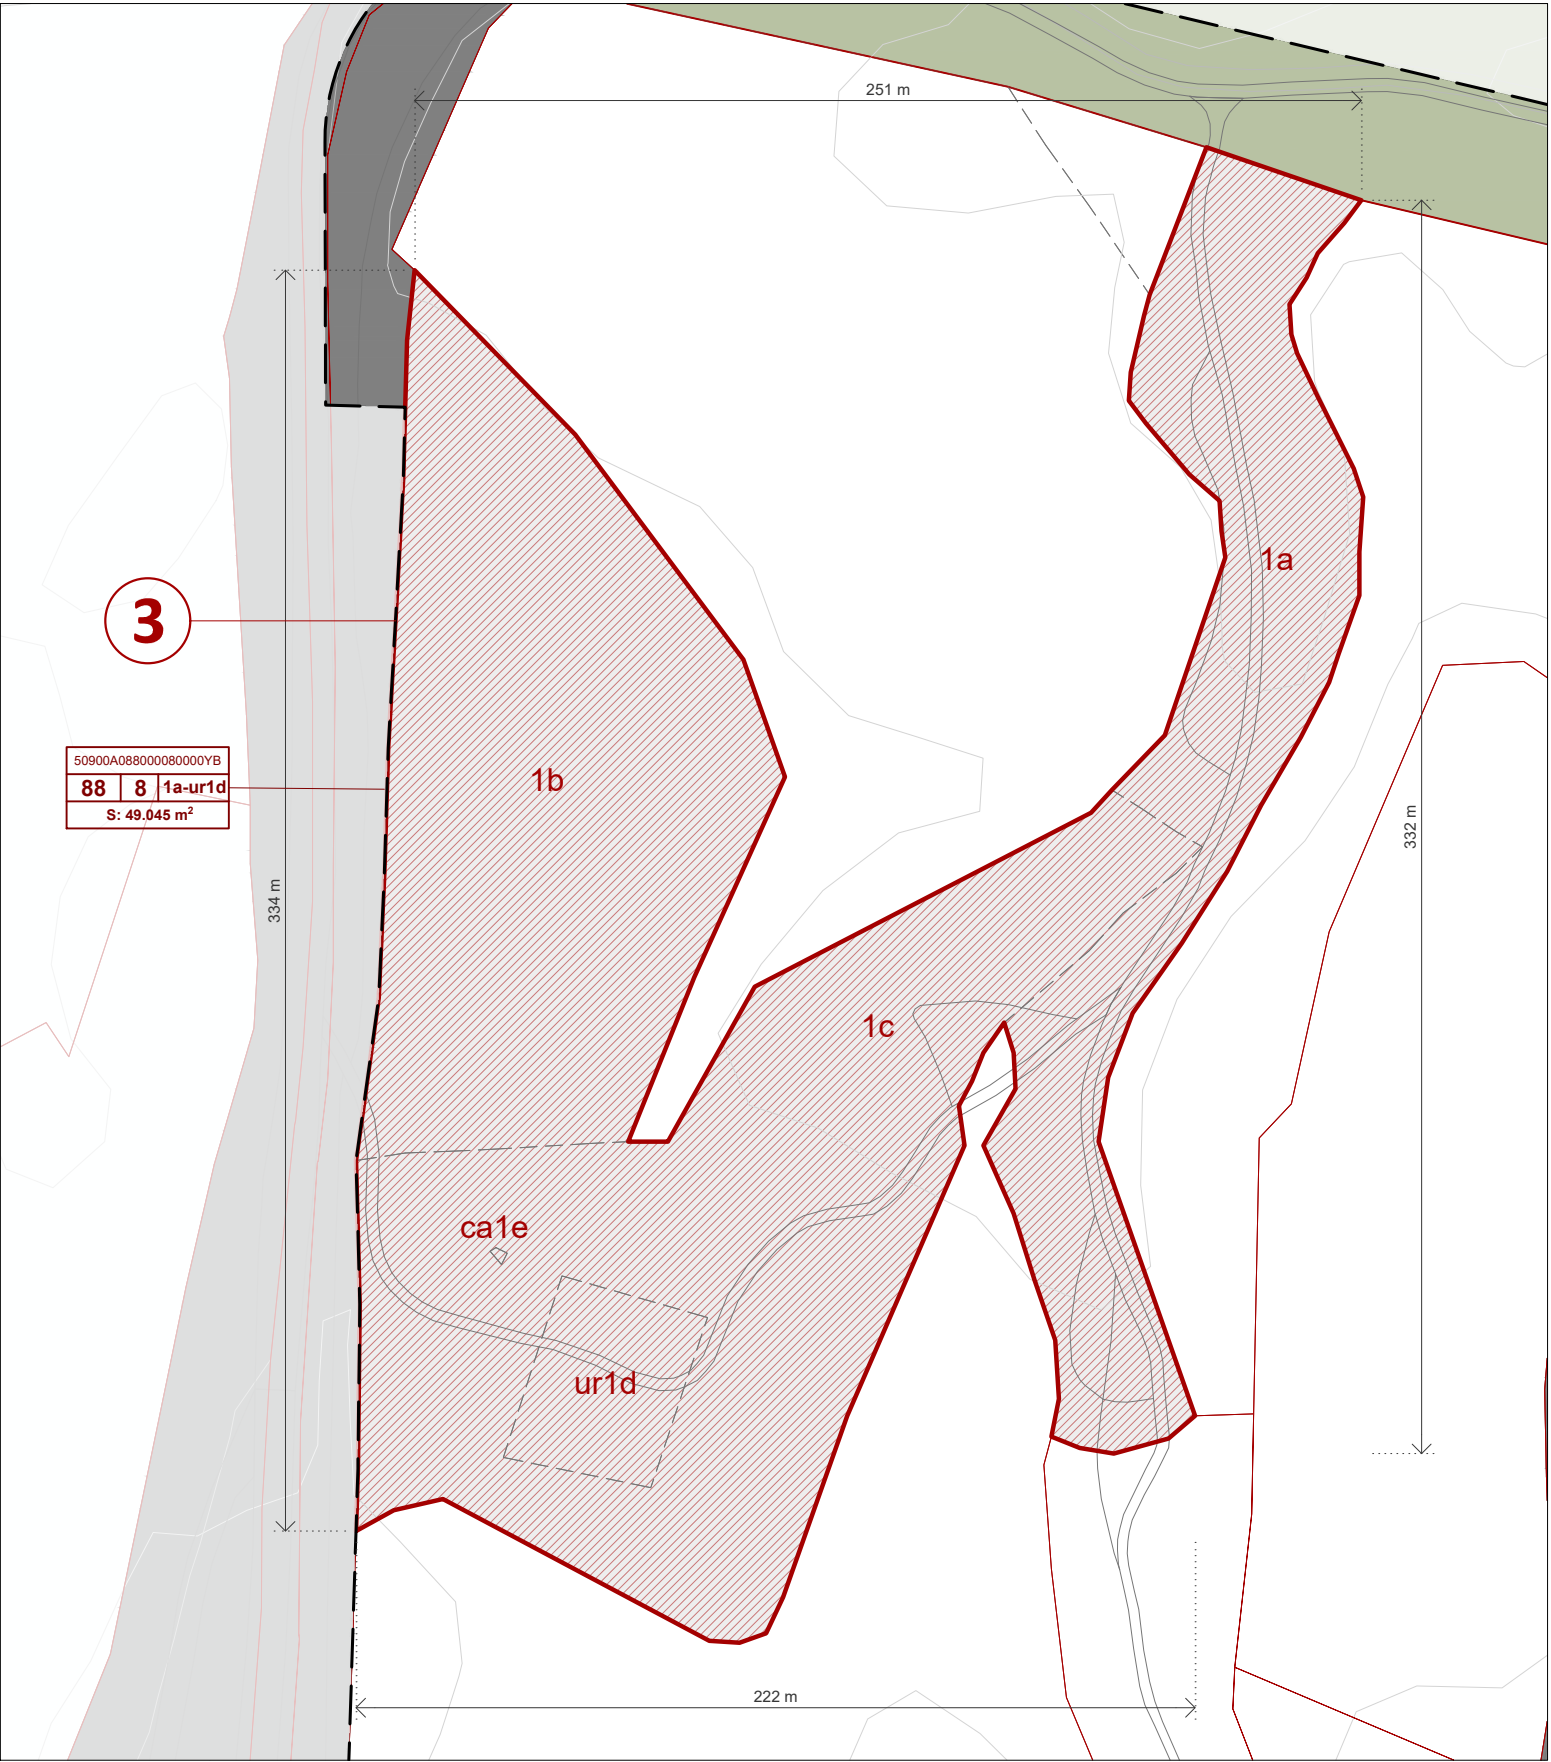 251 m
1a
3
50900A088000080000YB
88 8 1a-ur1d
S: 49.045 m²
1b
332 m
334 m
1c
ca1e
ur1d
222 m